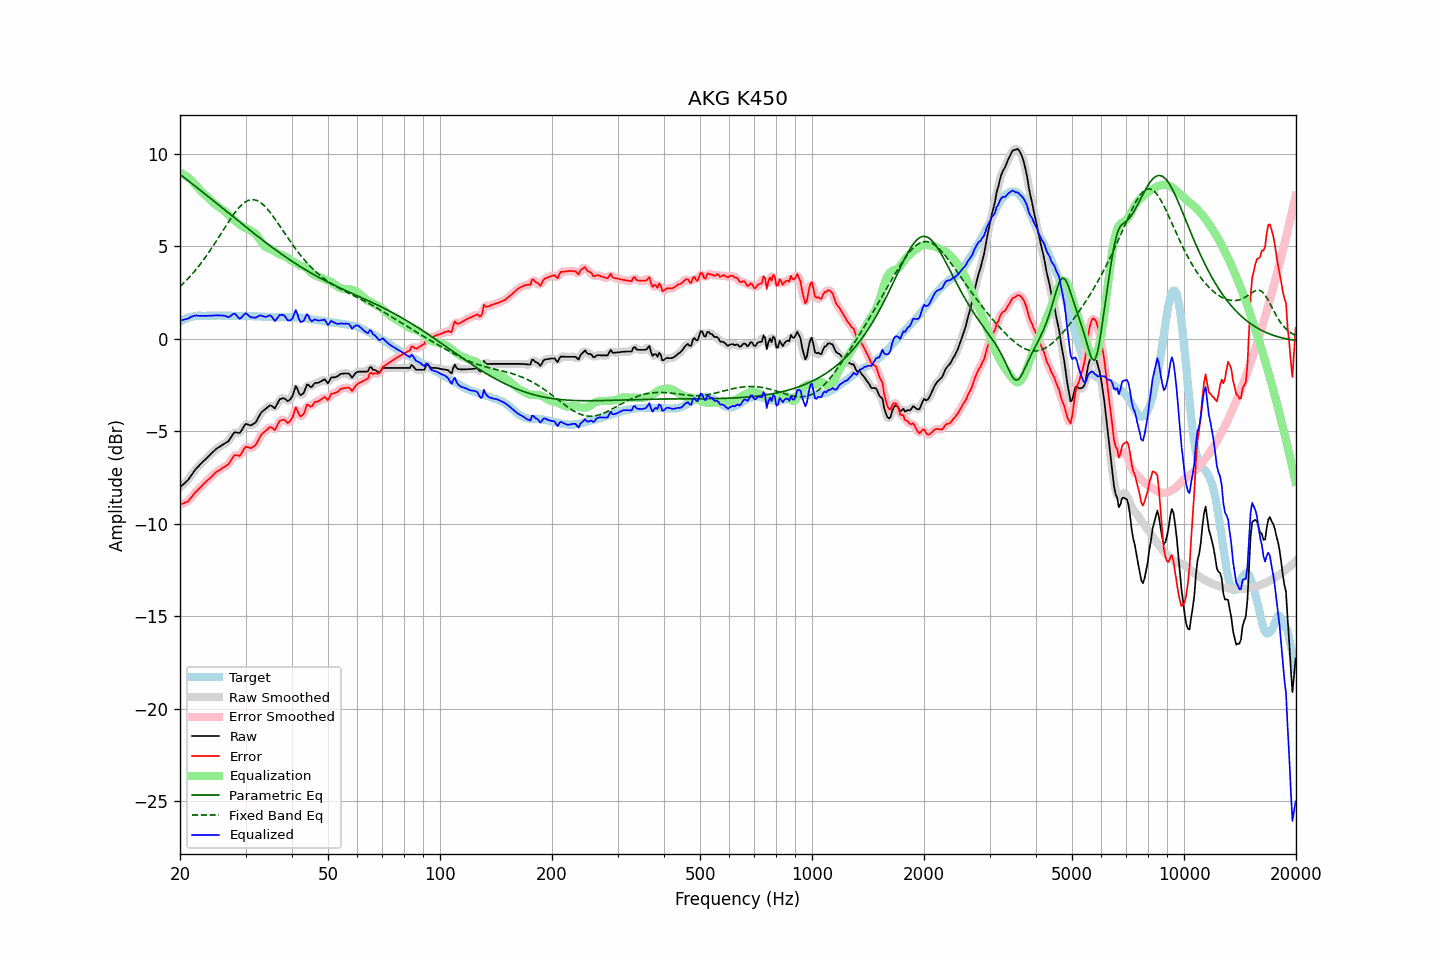 AKG K450
Amplitude (dBr)
10
5
0
−5
−10
−15
−20
−25
Target
Raw Smoothed
Error Smoothed
Raw
Error
Equalization
Parametric Eq
Fixed Band Eq
Equalized
20 50 100 200 500 1000 2000 5000 10000 20000
Frequency (Hz)